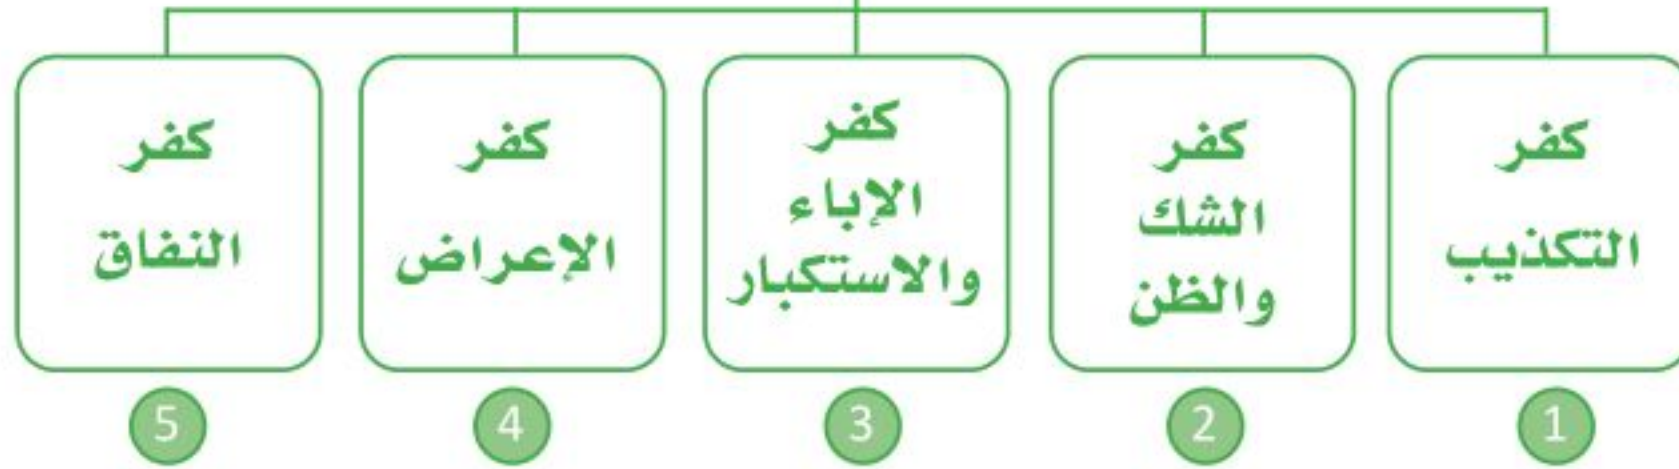 كفر
التكذيب
1
كفر
الشك
والظن
2
كفر
الإباء
والاستكبار
3
كفر
الإعراض
4
كفر
النفاق
5